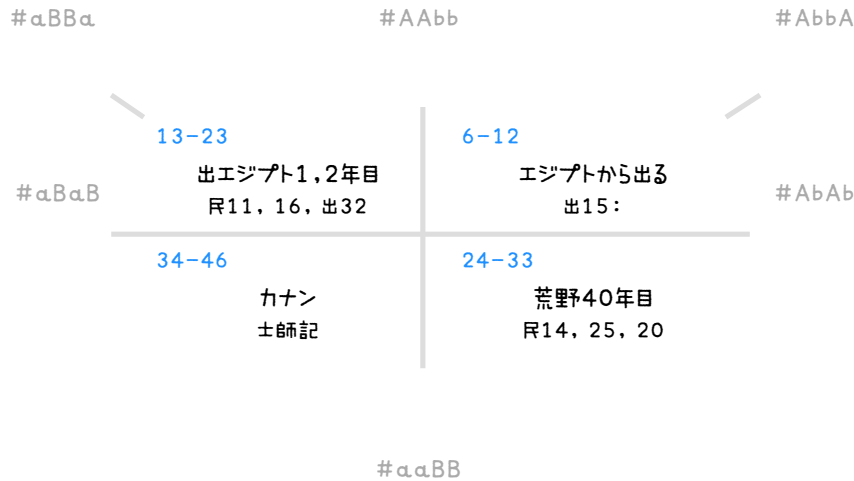 #aBBa
#AAbb
#AbbA
13-23
出エジプト1,2年目
民11, 16, 出32
6-12
エジプトから出る
出15:
#aBaB
#AbAb
34-46
カナン
士師記
24-33
荒野40年目
民14, 25, 20
#aaBB